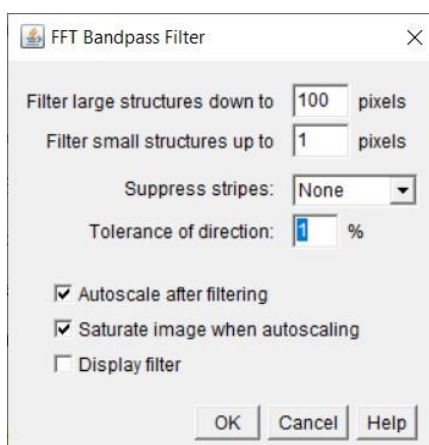 FFT Bandpass Filter
Filter large structures down to 100 pixels
Filter small structures up to 1 pixels
Suppress stripes: None
Tolerance of direction: 1 %
Autoscale after filtering
Saturate image when autoscaling
Display filter
OK Cancel Help